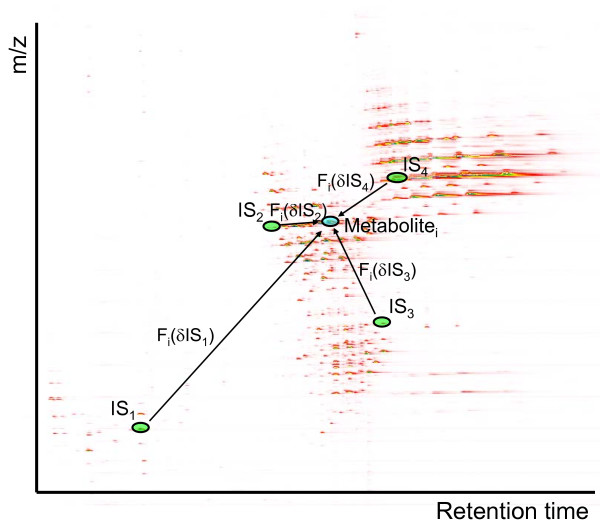 m/z
IS4
Fi(δIS4)
IS2
Fi(δIS2)
Metabolitei
Fi(δIS3)
IS3
Fi(δIS1)
IS1
Retention time